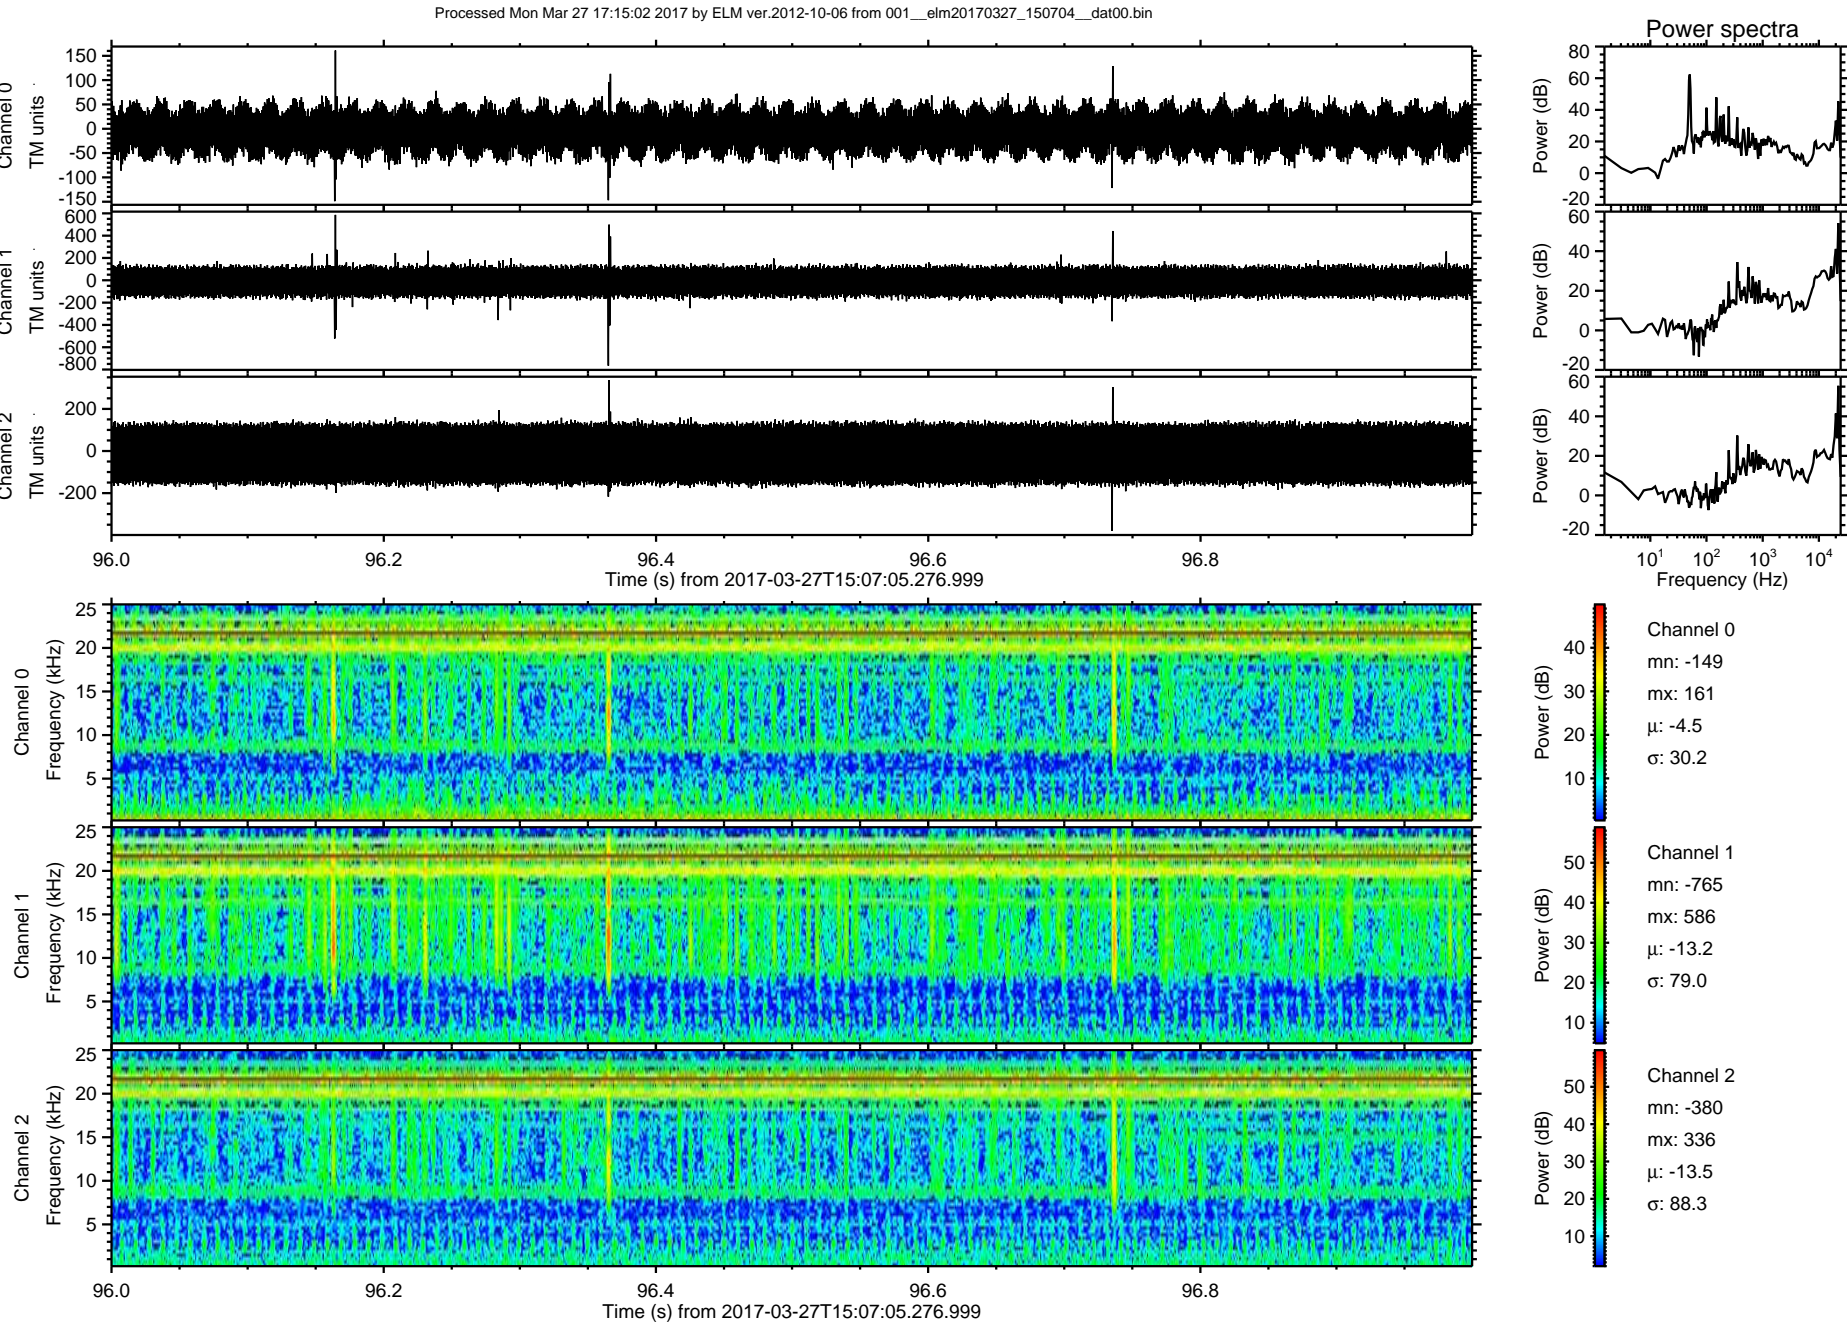 Processed Mon Mar 27 17:15:02 2017 by ELM ver.2012-10-06 from 001__elm20170327_150704__dat00.bin
Power spectra
Channel 0
TM units
150
100
50
0
-50
-100
-150
Power (dB)
80
60
40
20
0
-20
Channel 1
TM units
600
400
200
0
-200
-400
-600
-800
Power (dB)
60
40
20
0
-20
Channel 2
TM units
200
0
-200
Power (dB)
60
40
20
0
-20
96.0 96.2 96.4 96.6 96.8
Time (s) from 2017-03-27T15:07:05.276.999
10^1 10^2 10^3 10^4
Frequency (Hz)
Channel 0
Frequency (kHz)
25
20
15
10
5
Power (dB)
40
30
20
10
Channel 0
mn: -149
mx: 161
μ: -4.5
σ: 30.2
Channel 1
Frequency (kHz)
25
20
15
10
5
Power (dB)
50
40
30
20
10
Channel 1
mn: -765
mx: 586
μ: -13.2
σ: 79.0
Channel 2
Frequency (kHz)
25
20
15
10
5
Power (dB)
50
40
30
20
10
Channel 2
mn: -380
mx: 336
μ: -13.5
σ: 88.3
96.0 96.2 96.4 96.6 96.8
Time (s) from 2017-03-27T15:07:05.276.999